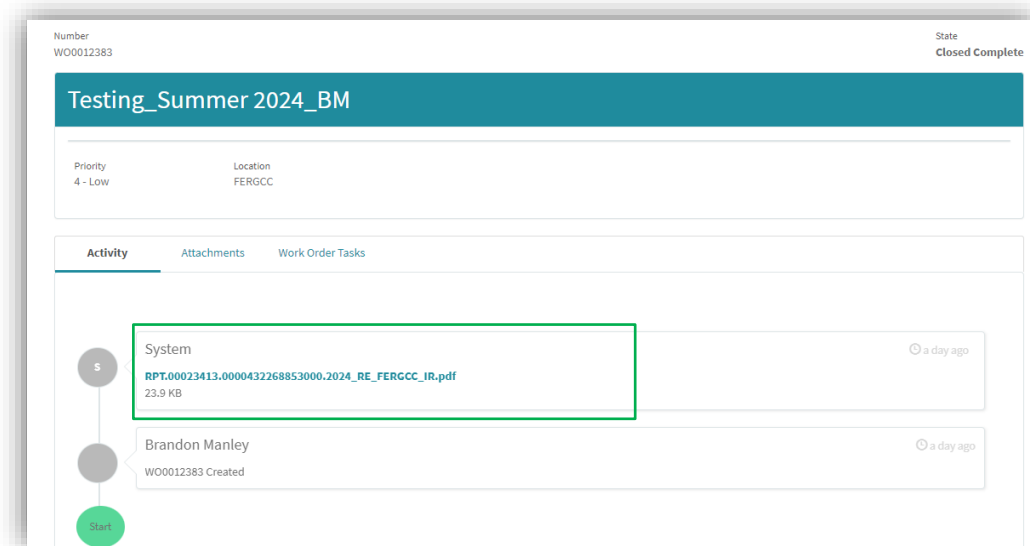 Number
WO0012383
State
Closed Complete
Testing_Summer 2024_BM
Priority
4 - Low
Location
FERGCC
Activity Attachments Work Order Tasks
S
System
a day ago
RPT.00023413.0000432268853000.2024_RE_FERGCC_IR.pdf
23.9 KB
Brandon Manley
a day ago
WO0012383 Created
Start